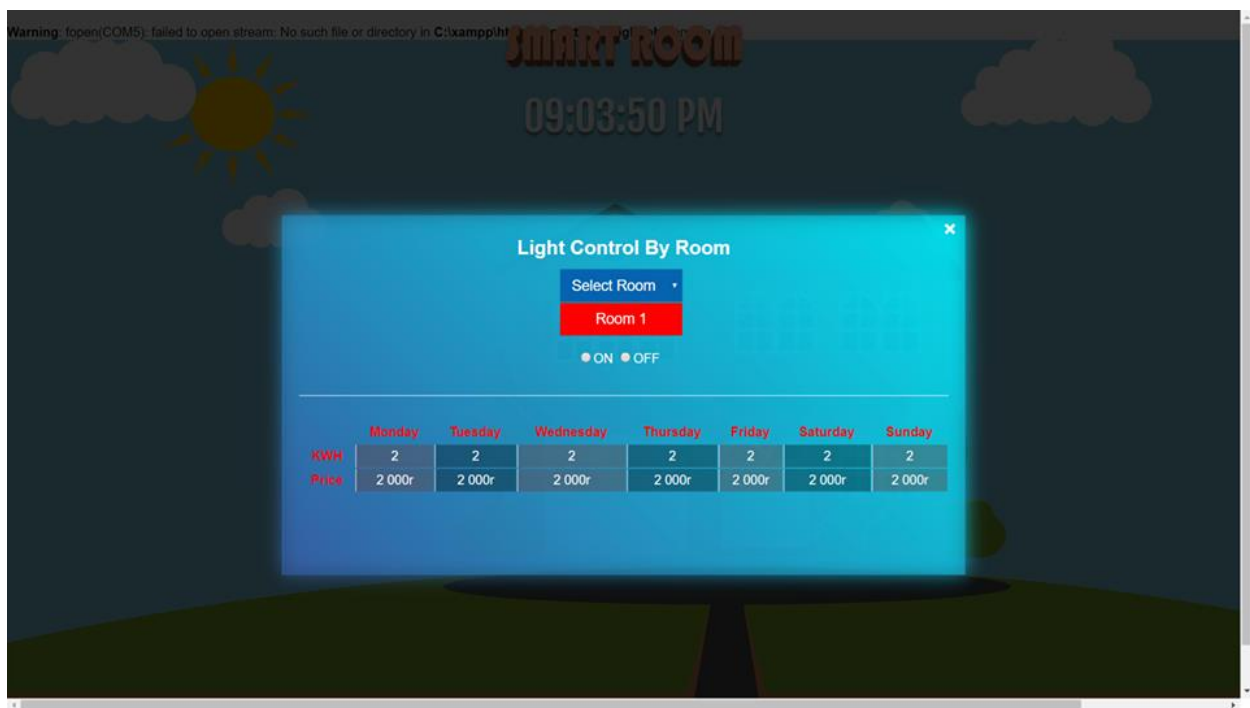 Warning: fopen(COM5): failed to open stream: No such file or directory in C:\xampp\ht
SMART ROOM
09:03:50 PM
×
Light Control By Room
Select Room
Room 1
ON OFF
Monday Tuesday Wednesday Thursday Friday Saturday Sunday
KWH 2 2 2 2 2 2 2
Price 2 000r 2 000r 2 000r 2 000r 2 000r 2 000r 2 000r